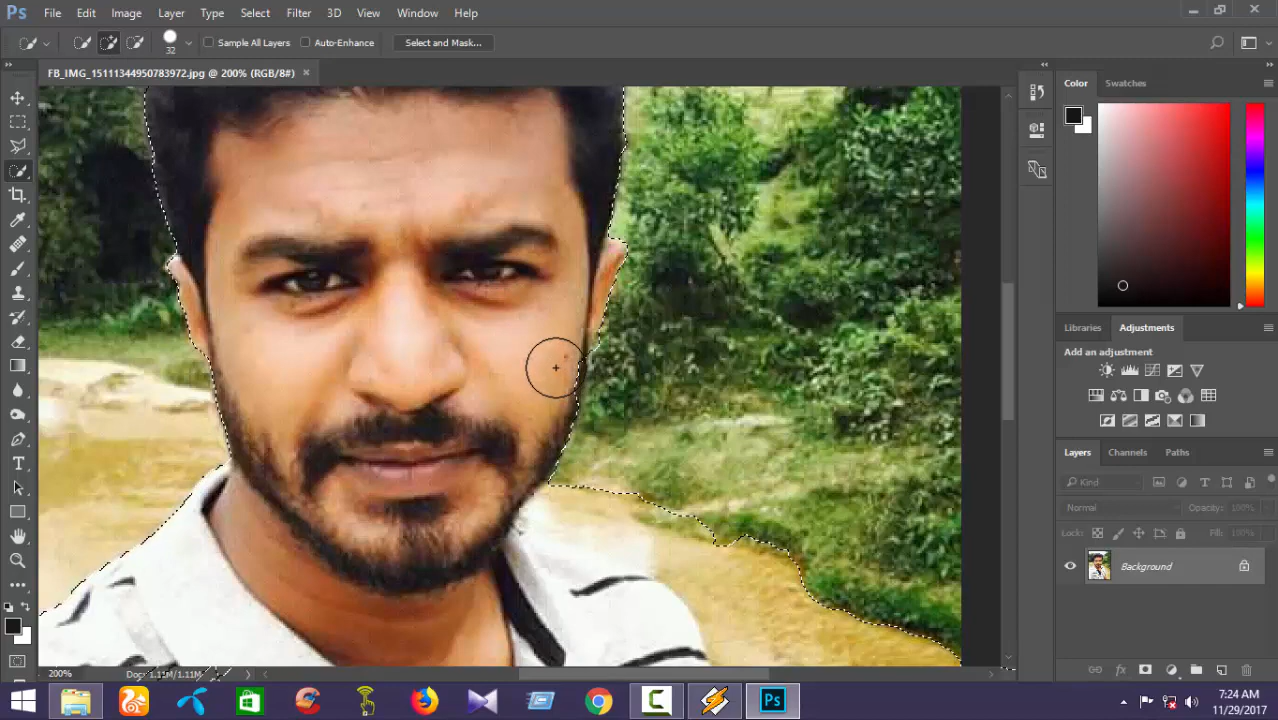 Ps File Edit Image Layer Type Select Filter 3D View Window Help
32 Sample All Layers Auto-Enhance Select and Mask...
FB_IMG_15111344950783972.jpg @ 200% (RGB/8#) ×
Color Swatches
Libraries Adjustments
Add an adjustment
Layers Channels Paths
Kind
Normal Opacity: 100%
Lock: Fill: 100%
Background
200% Doc: 1.11M/1.11M
Ps
7:24 AM
11/29/2017